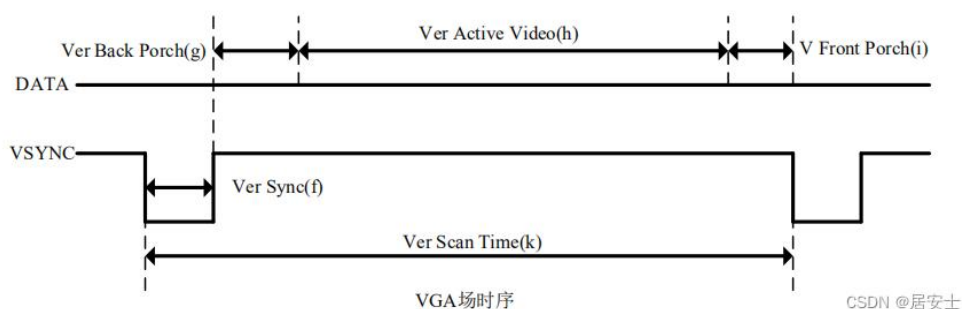 Ver Active Video(h)
Ver Back Porch(g)
V Front Porch(i)
DATA
VSYNC
Ver Sync(f)
Ver Scan Time(k)
VGA场时序
CSDN @居安士